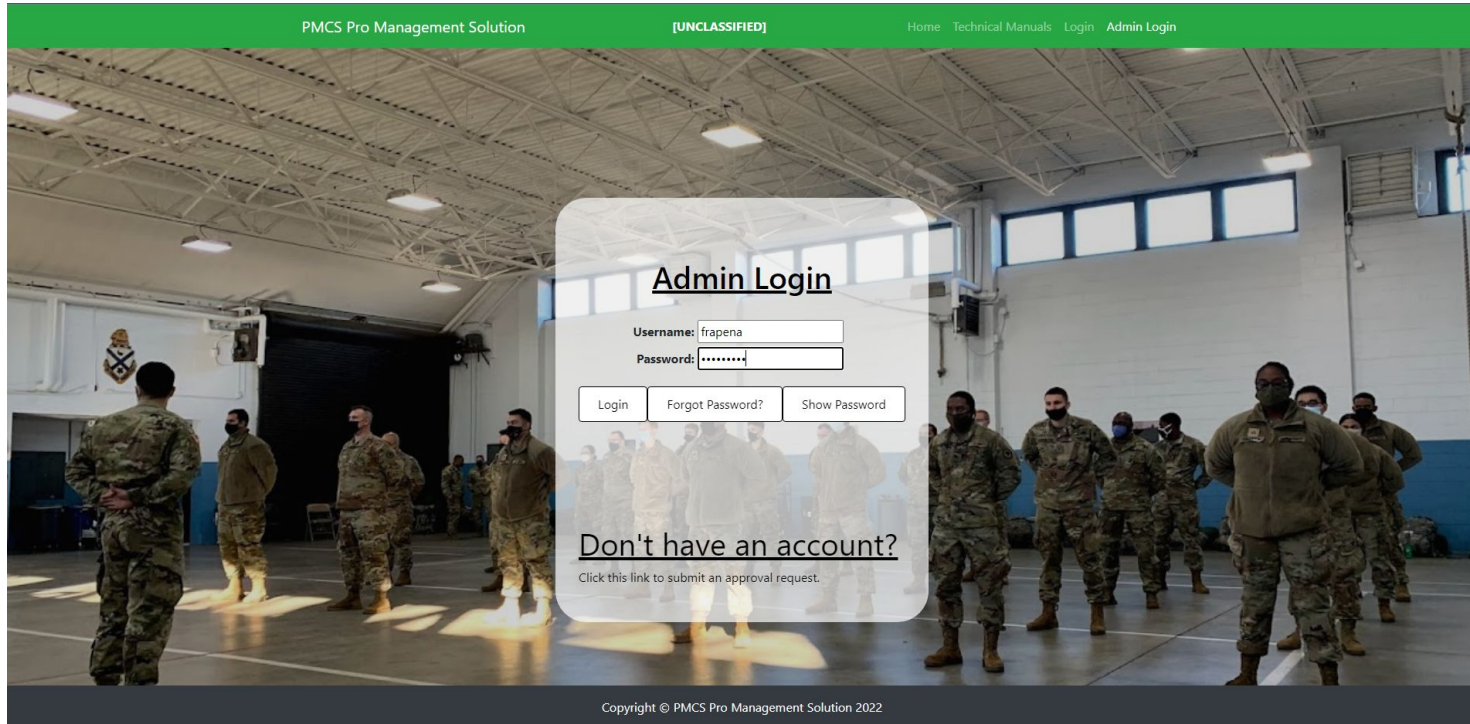 PMCS Pro Management Solution [UNCLASSIFIED] Home Technical Manuals Login Admin Login
Admin Login
Username: frapena
Password: •••••••••
Login Forgot Password? Show Password
Don't have an account?
Click this link to submit an approval request.
Copyright © PMCS Pro Management Solution 2022